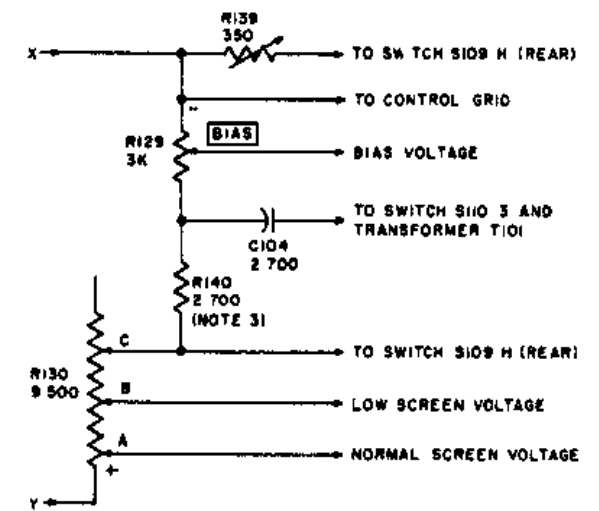 R139
350
X
TO SW TCH S109 H (REAR)
TO CONTROL GRID
-
BIAS
R129
3K
BIAS VOLTAGE
TO SWITCH S110 3 AND
TRANSFORMER T101
C104
2 700
R140
2 700
(NOTE 3)
C
TO SWITCH S109 H (REAR)
R130
9 500
B
LOW SCREEN VOLTAGE
A
NORMAL SCREEN VOLTAGE
+
Y